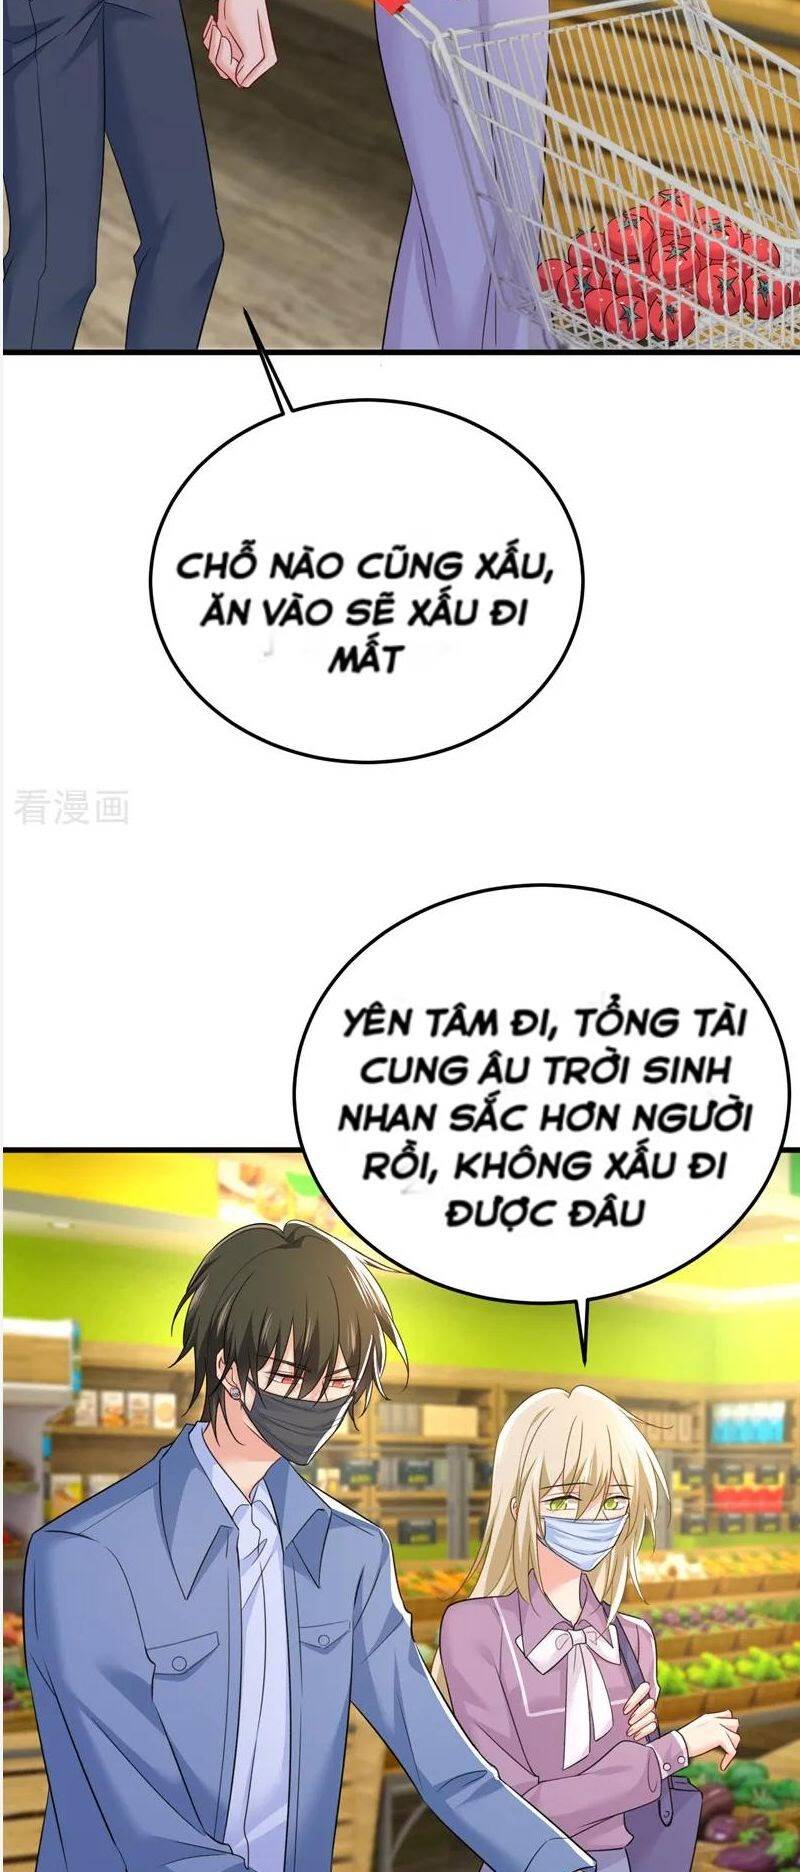 CHỖ NÀO CŨNG XẤU,
ĂN VÀO SẼ XẤU ĐI
MẤT
看漫画
YÊN TÂM ĐI, TỔNG TÀI
CUNG ÂU TRỜI SINH
NHAN SẮC HƠN NGƯỜI
RỒI, KHÔNG XẤU ĐI
ĐƯỢC ĐÂU